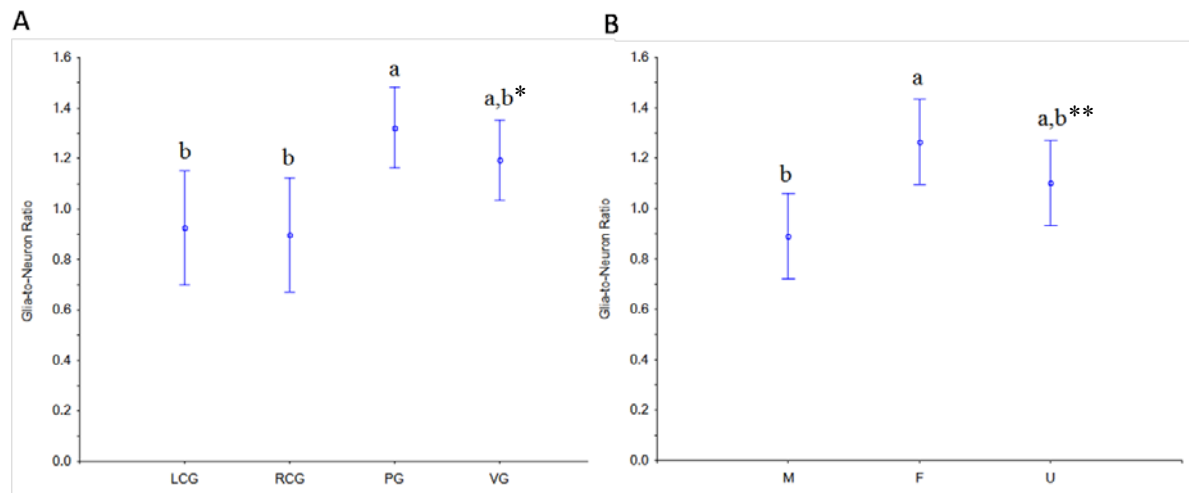 A
Glia-to-Neuron Ratio
1.6
1.4
1.2
1.0
0.8
0.6
0.4
0.2
0.0
b
b
a
a,b*
LCG RCG PG VG
B
Glia-to-Neuron Ratio
1.6
1.4
1.2
1.0
0.8
0.6
0.4
0.2
0.0
b
a
a,b**
M F U